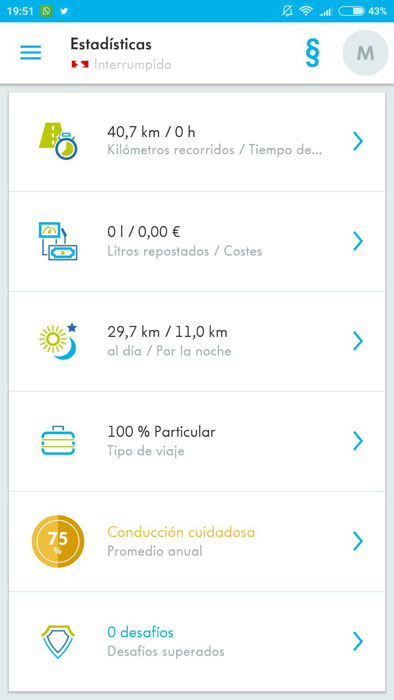 19:51
43%
Estadísticas
Interrumpido
§
M
40,7 km / 0 h
Kilómetros recorridos / Tiempo de...
0 l / 0,00 €
Litros repostados / Costes
29,7 km / 11,0 km
al día / Por la noche
100 % Particular
Tipo de viaje
75
%
Conducción cuidadosa
Promedio anual
0 desafíos
Desafíos superados